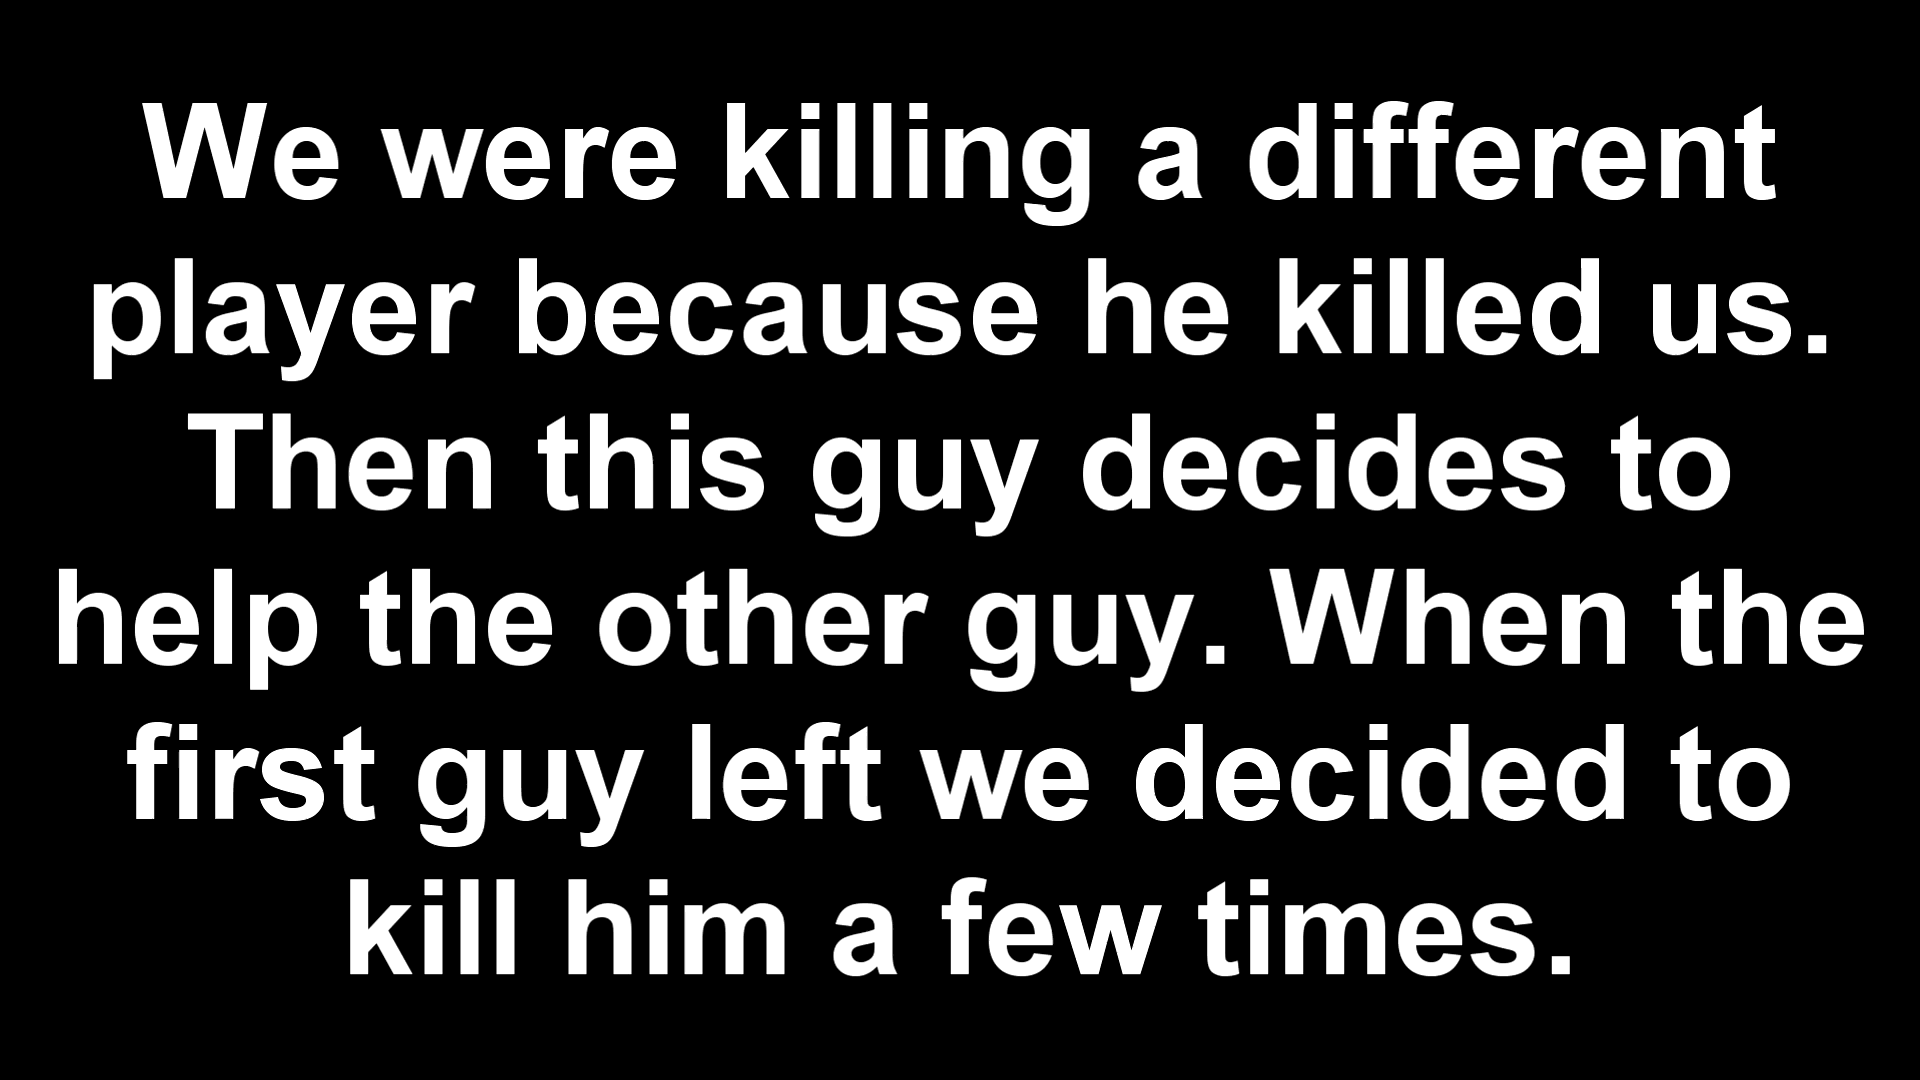 We were killing a different
player because he killed us.
Then this guy decides to
help the other guy. When the
first guy left we decided to
kill him a few times.